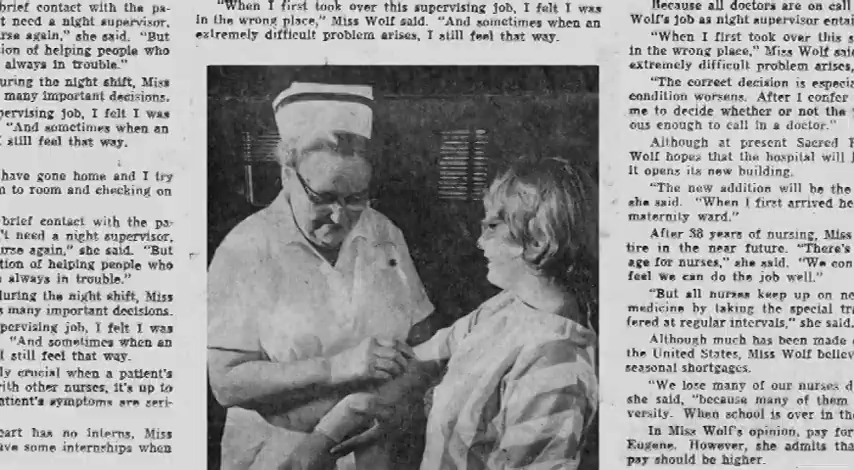 brief contact with the pa-
t need a night supervisor,
rse again," she said. "But
ion of helping people who
always in trouble."
uring the night shift, Miss
many important decisions.
pervising job, I felt I was
"And sometimes when an
still feel that way.
have gone home and I try
m to room and checking on
brief contact with the pa-
't need a night supervisor,
urse again," she said. "But
tion of helping people who
always in trouble."
during the night shift, Miss
s many important decisions.
pervising job, I felt I was
"And sometimes when an
I still feel that way.
ly crucial when a patient's
with other nurses, it's up to
atient's symptoms are seri-
eart has no interns, Miss
ave some internships when
"When I first took over this supervising job, I felt I was
in the wrong place," Miss Wolf said. "And sometimes when an
extremely difficult problem arises, I still feel that way.
Because all doctors are on call
Wolf's job as night supervisor entai
"When I first took over this s
in the wrong place," Miss Wolf said
extremely difficult problem arises,
"The correct decision is especia
condition worsens. After I confer
me to decide whether or not the
ous enough to call in a doctor."
Although at present Sacred H
Wolf hopes that the hospital will
it opens its new building.
"The new addition will be the
she said. "When I first arrived he
maternity ward."
After 38 years of nursing, Miss
tire in the near future. "There's
age for nurses," she said. "We con
feel we can do the job well."
"But all nurses keep up on ne
medicine by taking the special tra
fered at regular intervals," she said.
Although much has been made
the United States, Miss Wolf believ
seasonal shortgages.
"We lose many of our nurses d
she said, "because many of them
versity. When school is over in the
In Miss Wolf's opinion, pay for
Eugene. However, she admits tha
pay should be higher.